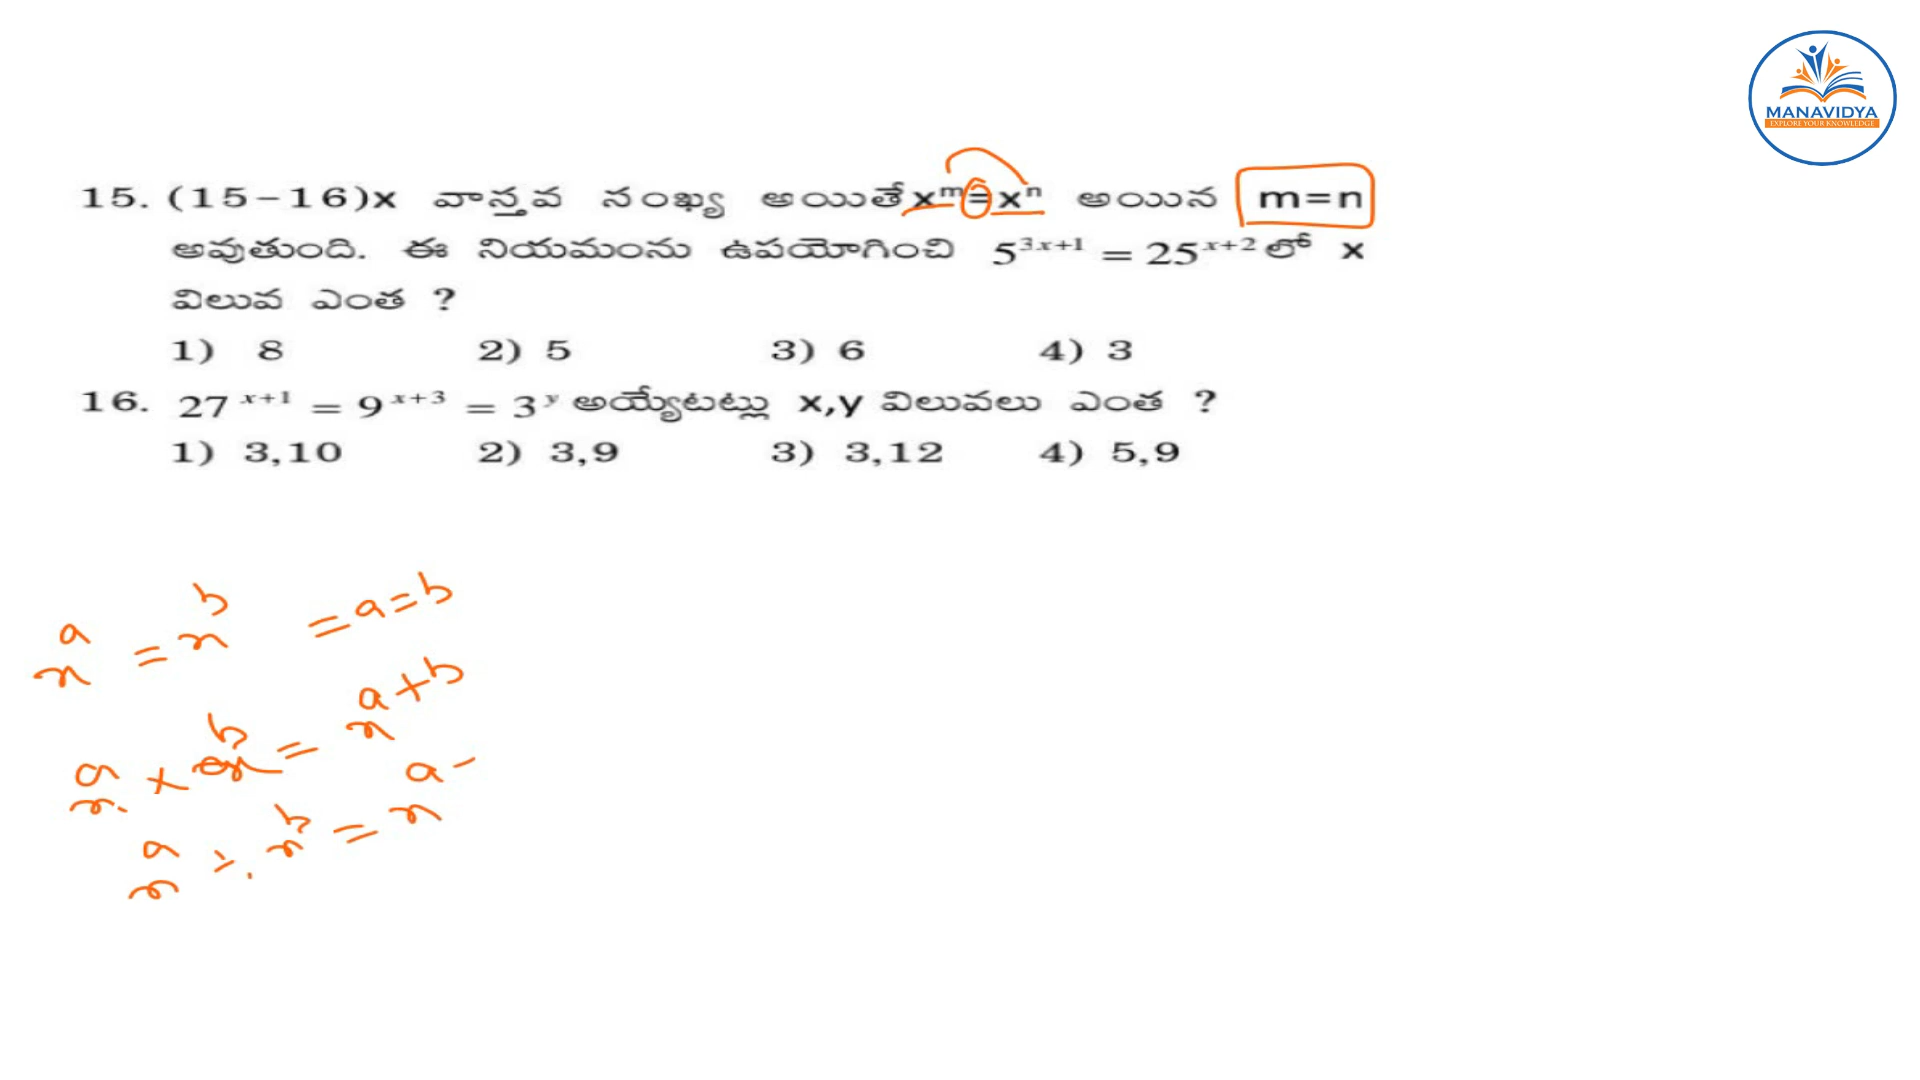 MANAVIDYA
EXPLORE YOUR KNOWLEDGE
15. (15-16)x వాస్తవ సంఖ్య అయితే x^m = x^n అయిన m=n
అవుతుంది. ఈ నియమంను ఉపయోగించి 5^{3x+1} = 25^{x+2} లో x
విలువ ఎంత ?
1) 8 2) 5 3) 6 4) 3
16. 27^{x+1} = 9^{x+3} = 3^y అయ్యేటట్లు x,y విలువలు ఎంత ?
1) 3,10 2) 3,9 3) 3,12 4) 5,9
x^a = x^b = a=b
x^a × x^b = x^{a+b}
x^a ÷ x^b = x^{a-